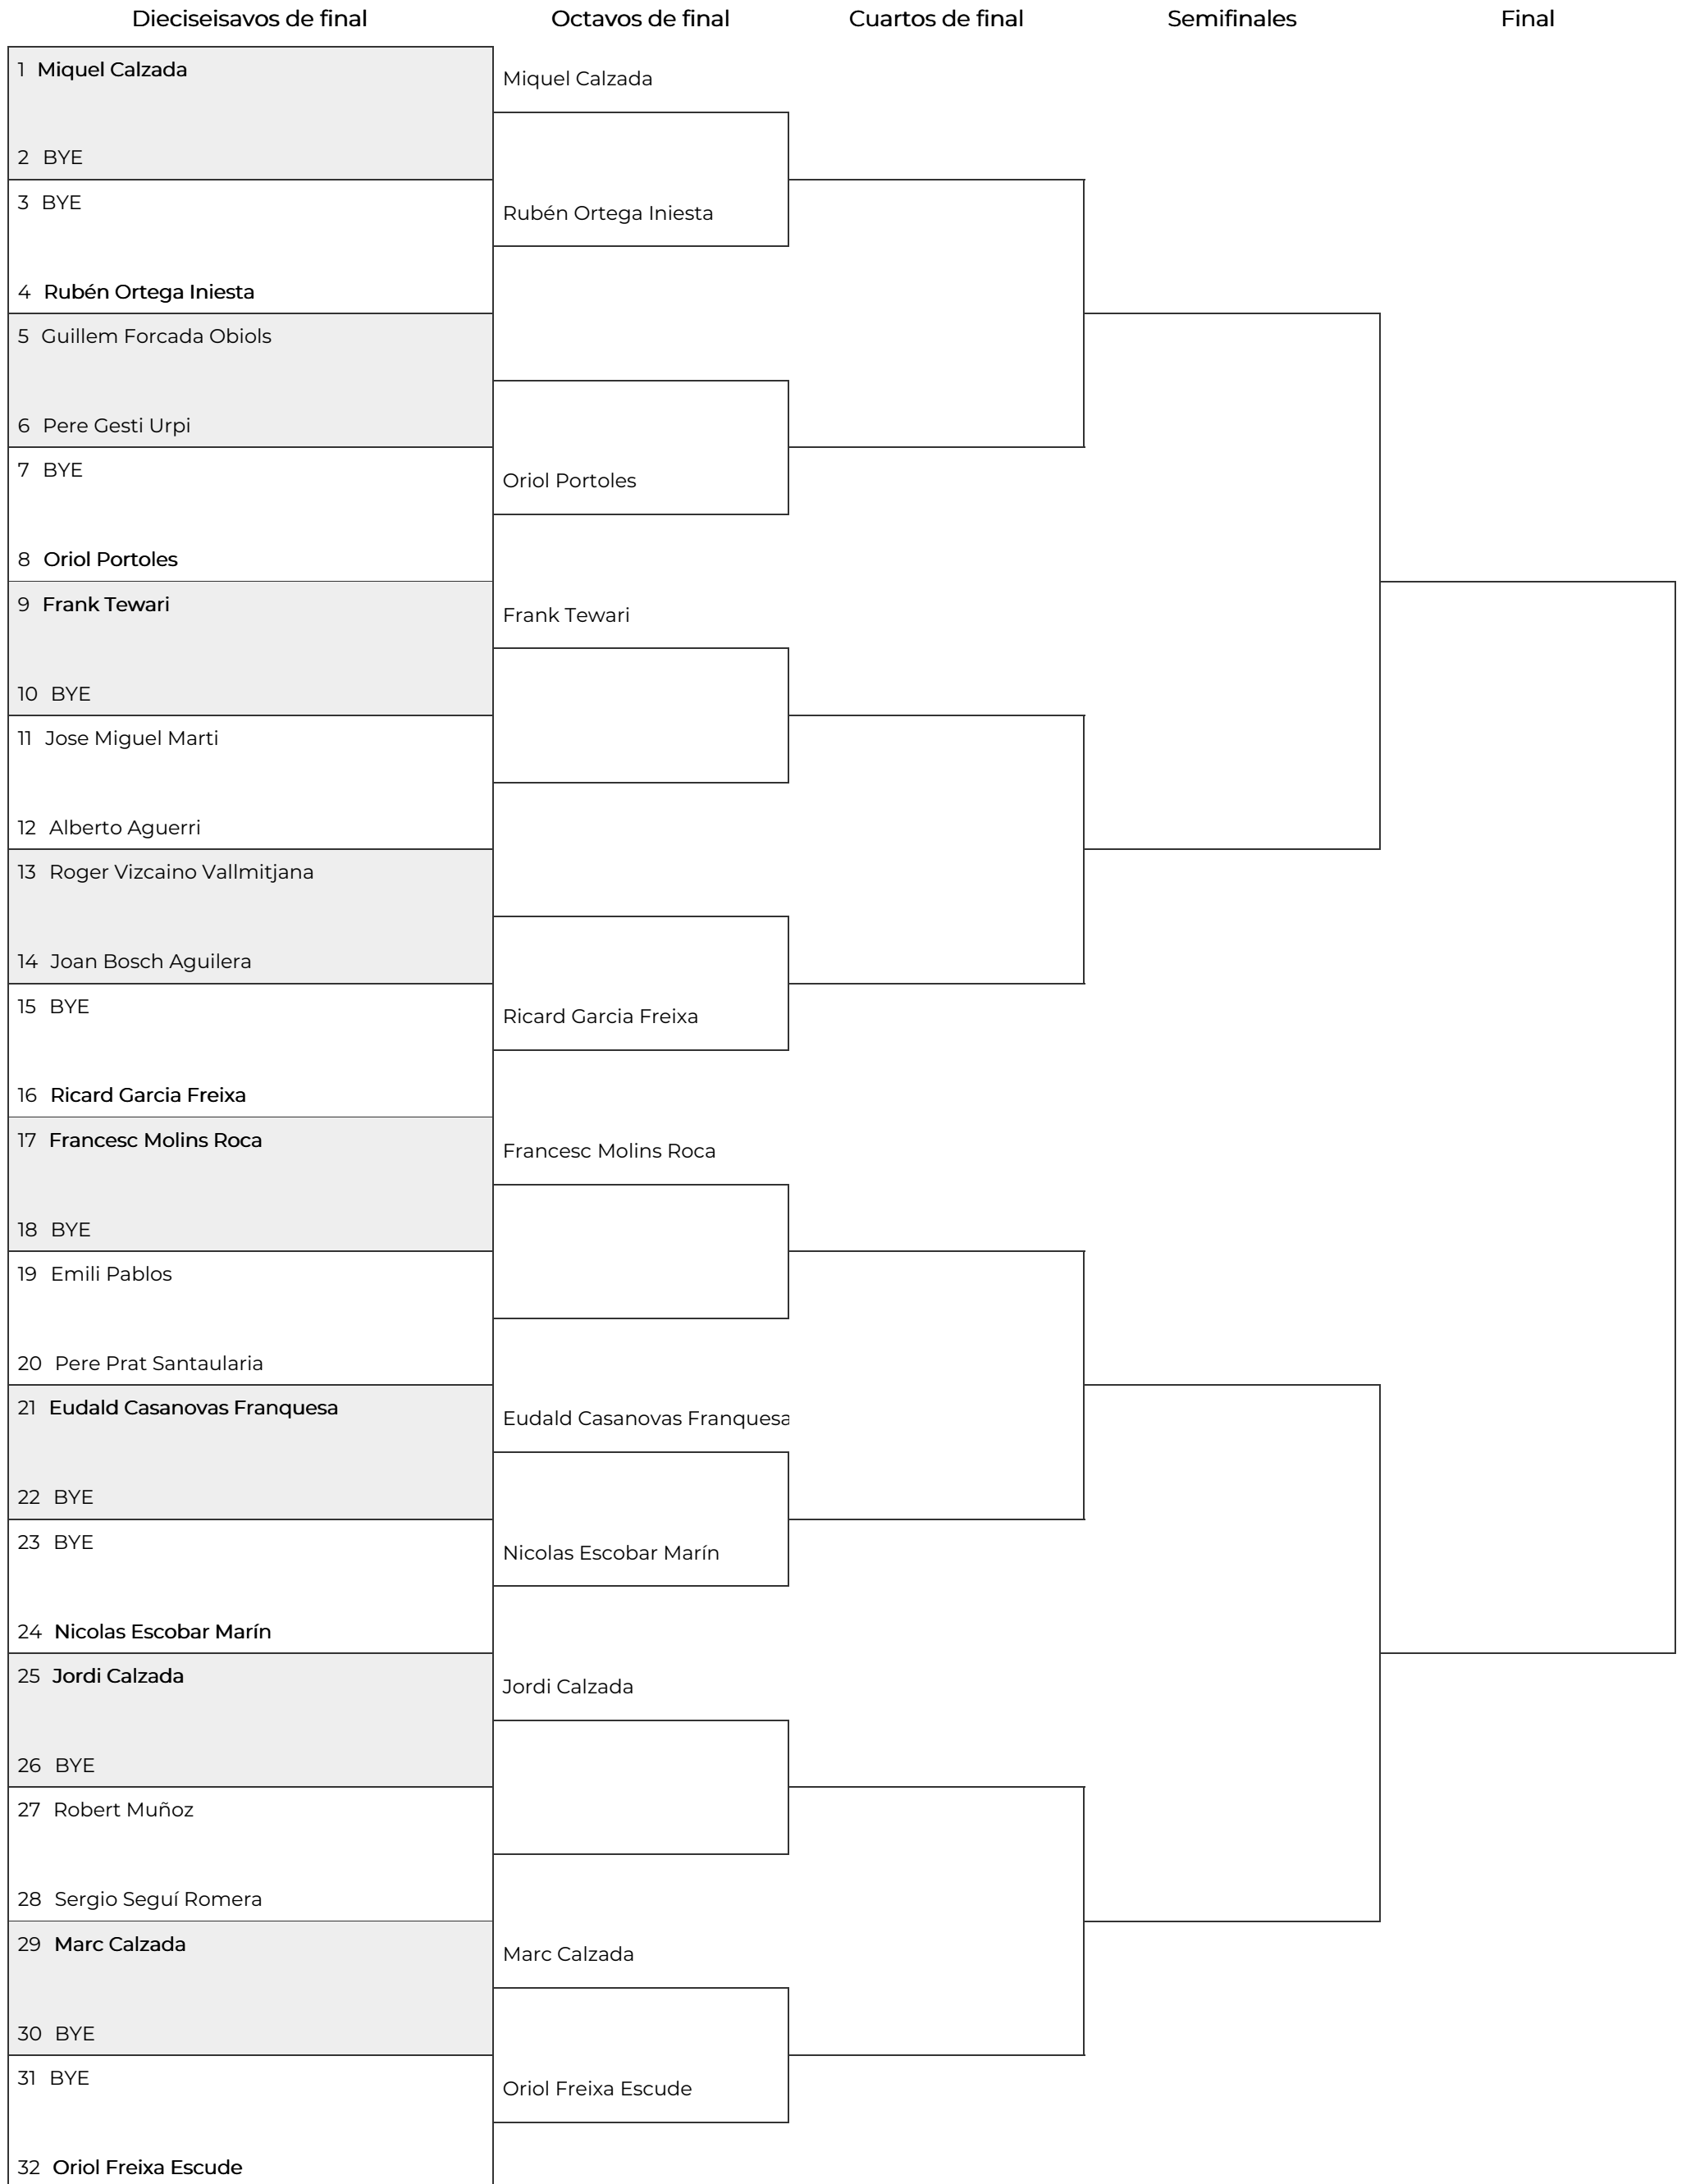 Dieciseisavos de final
Octavos de final
Cuartos de final
Semifinales
Final
1 Miquel Calzada
2 BYE
3 BYE
4 Rubén Ortega Iniesta
5 Guillem Forcada Obiols
6 Pere Gesti Urpi
7 BYE
8 Oriol Portoles
9 Frank Tewari
10 BYE
11 Jose Miguel Marti
12 Alberto Aguerri
13 Roger Vizcaino Vallmitjana
14 Joan Bosch Aguilera
15 BYE
16 Ricard Garcia Freixa
17 Francesc Molins Roca
18 BYE
19 Emili Pablos
20 Pere Prat Santaularia
21 Eudald Casanovas Franquesa
22 BYE
23 BYE
24 Nicolas Escobar Marín
25 Jordi Calzada
26 BYE
27 Robert Muñoz
28 Sergio Seguí Romera
29 Marc Calzada
30 BYE
31 BYE
32 Oriol Freixa Escude
Miquel Calzada
Rubén Ortega Iniesta
Oriol Portoles
Frank Tewari
Ricard Garcia Freixa
Francesc Molins Roca
Eudald Casanovas Franquesa
Nicolas Escobar Marín
Jordi Calzada
Marc Calzada
Oriol Freixa Escude